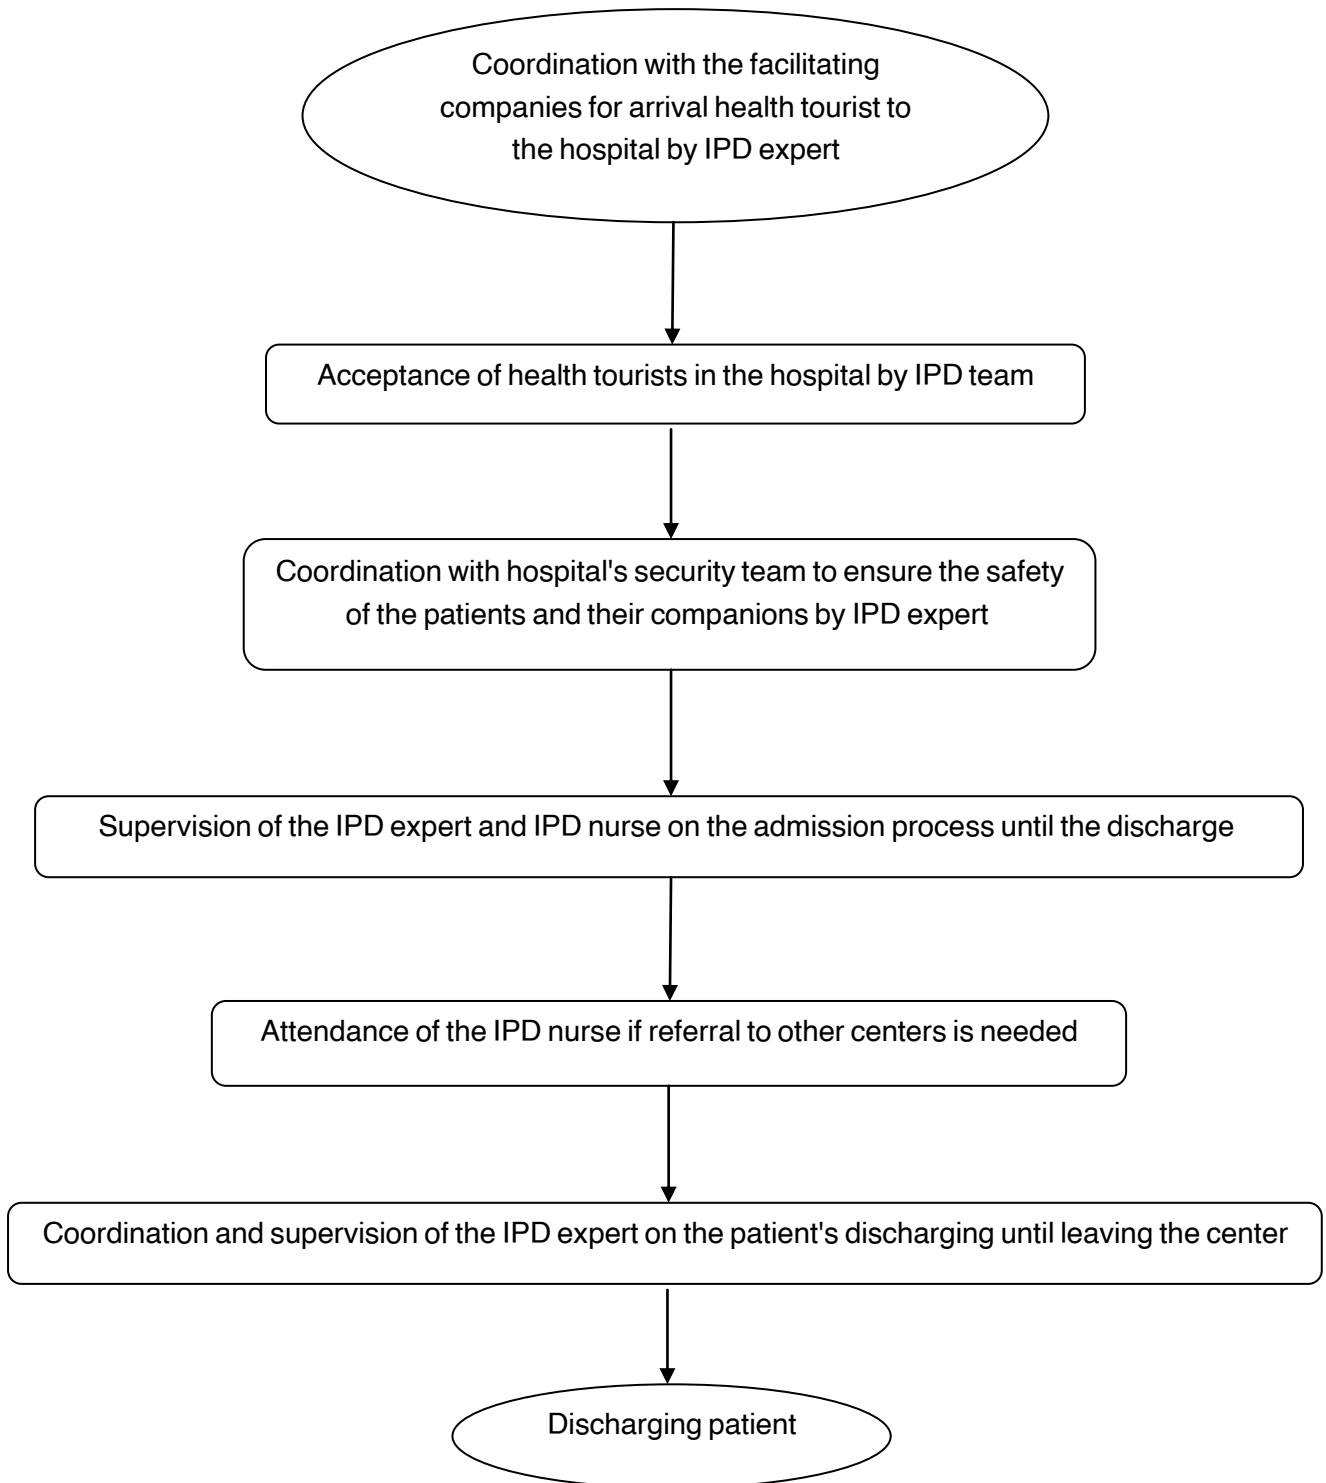 Coordination with the facilitating
companies for arrival health tourist to
the hospital by IPD expert
Acceptance of health tourists in the hospital by IPD team
Coordination with hospital's security team to ensure the safety
of the patients and their companions by IPD expert
Supervision of the IPD expert and IPD nurse on the admission process until the discharge
Attendance of the IPD nurse if referral to other centers is needed
Coordination and supervision of the IPD expert on the patient's discharging until leaving the center
Discharging patient